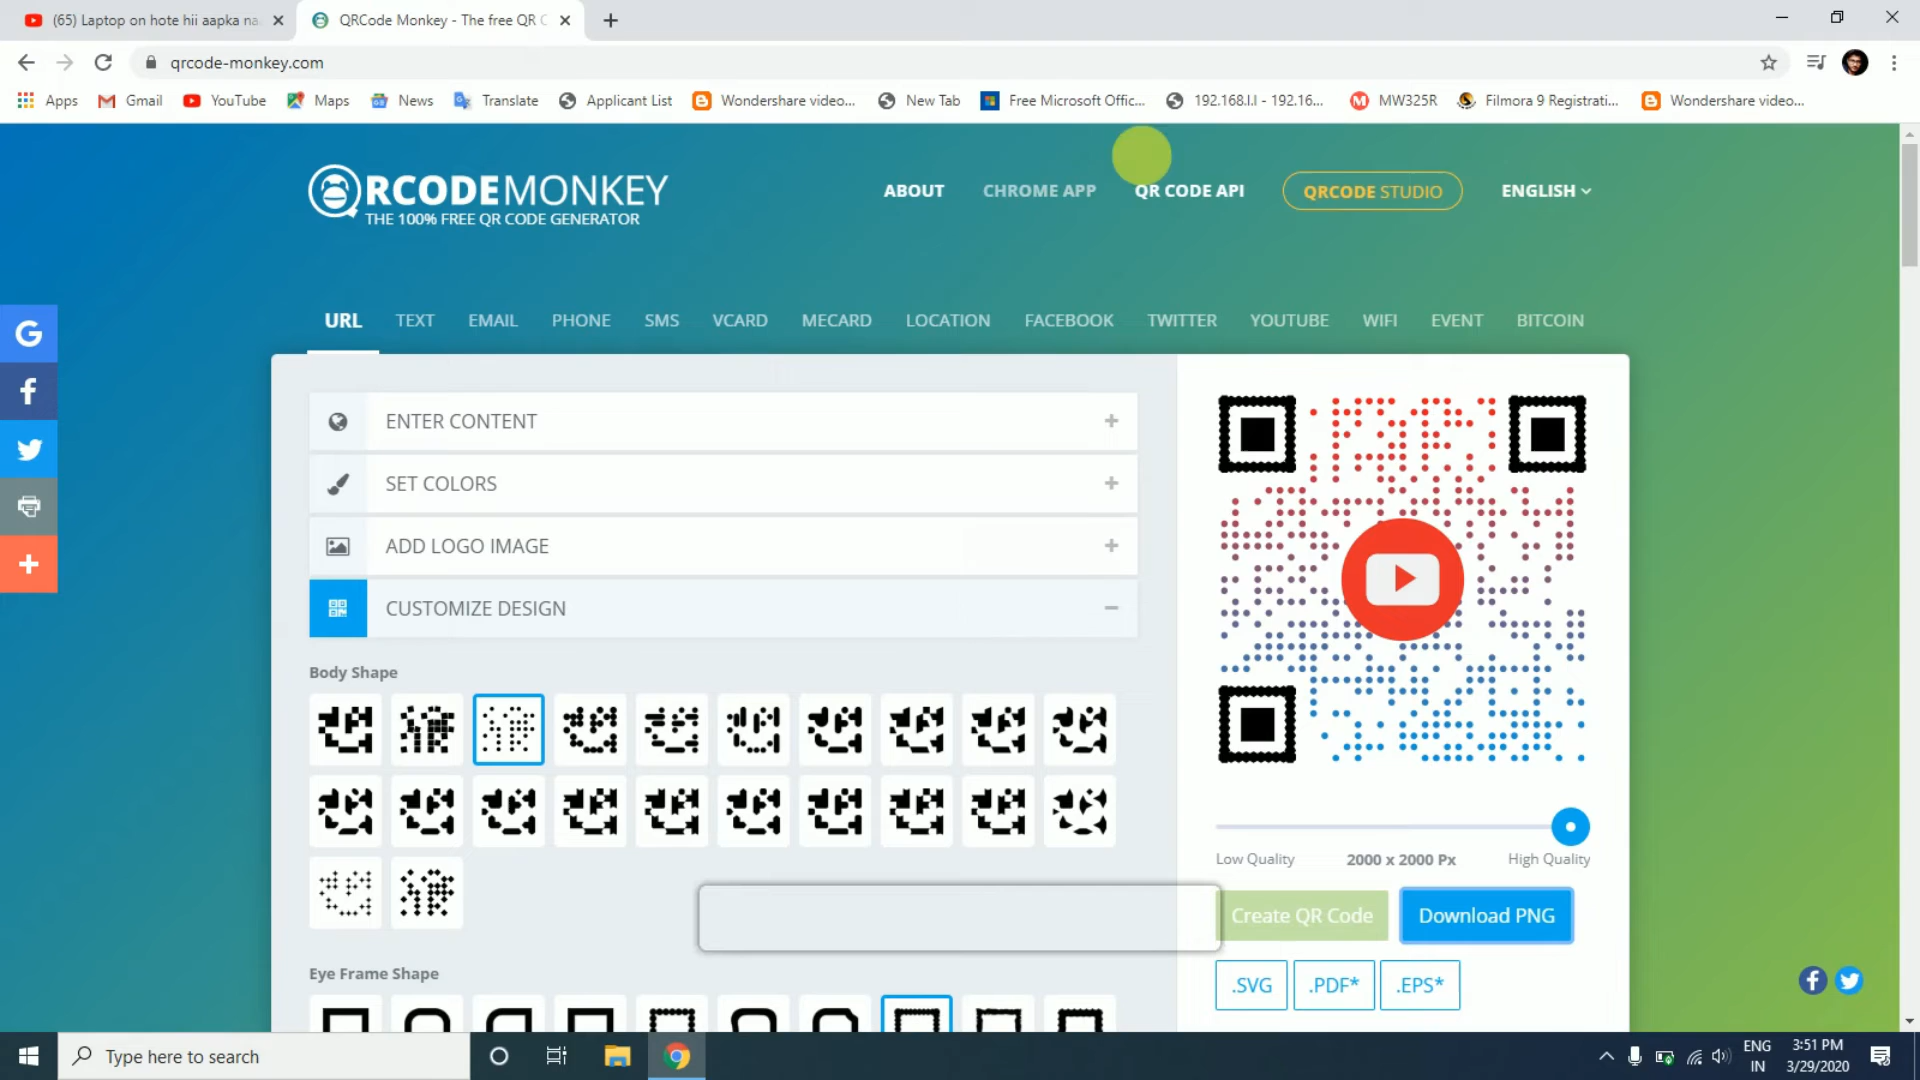 (65) Laptop on hote hii aapka na
QRCode Monkey - The free QR C
qrcode-monkey.com
Apps Gmail YouTube Maps News Translate Applicant List Wondershare video... New Tab Free Microsoft Offic... 192.168.l.l - 192.16... MW325R Filmora 9 Registrati... Wondershare video...
QRCODEMONKEY
THE 100% FREE QR CODE GENERATOR
ABOUT CHROME APP QR CODE API QRCODE STUDIO ENGLISH
URL TEXT EMAIL PHONE SMS VCARD MECARD LOCATION FACEBOOK TWITTER YOUTUBE WIFI EVENT BITCOIN
ENTER CONTENT
SET COLORS
ADD LOGO IMAGE
CUSTOMIZE DESIGN
Body Shape
Eye Frame Shape
Low Quality 2000 x 2000 Px High Quality
Create QR Code Download PNG
.SVG .PDF* .EPS*
Type here to search
ENG
IN
3:51 PM
3/29/2020